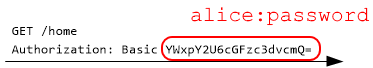 alice:password
GET /home
Authorization: Basic YWxpY2U6cGFzc3dvcmQ=